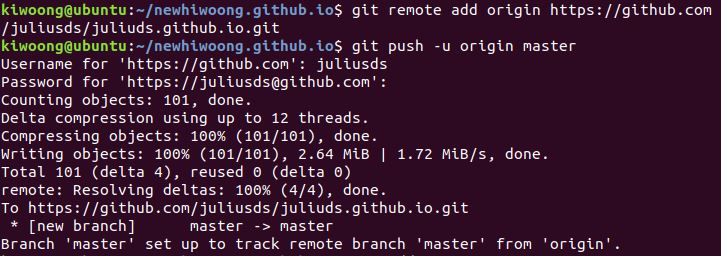 kiwoong@ubuntu:~/newhiwoong.github.io$ git remote add origin https://github.com
/juliusds/juliuds.github.io.git
kiwoong@ubuntu:~/newhiwoong.github.io$ git push -u origin master
Username for 'https://github.com': juliusds
Password for 'https://juliusds@github.com':
Counting objects: 101, done.
Delta compression using up to 12 threads.
Compressing objects: 100% (101/101), done.
Writing objects: 100% (101/101), 2.64 MiB | 1.72 MiB/s, done.
Total 101 (delta 4), reused 0 (delta 0)
remote: Resolving deltas: 100% (4/4), done.
To https://github.com/juliusds/juliuds.github.io.git
 * [new branch]      master -> master
Branch 'master' set up to track remote branch 'master' from 'origin'.